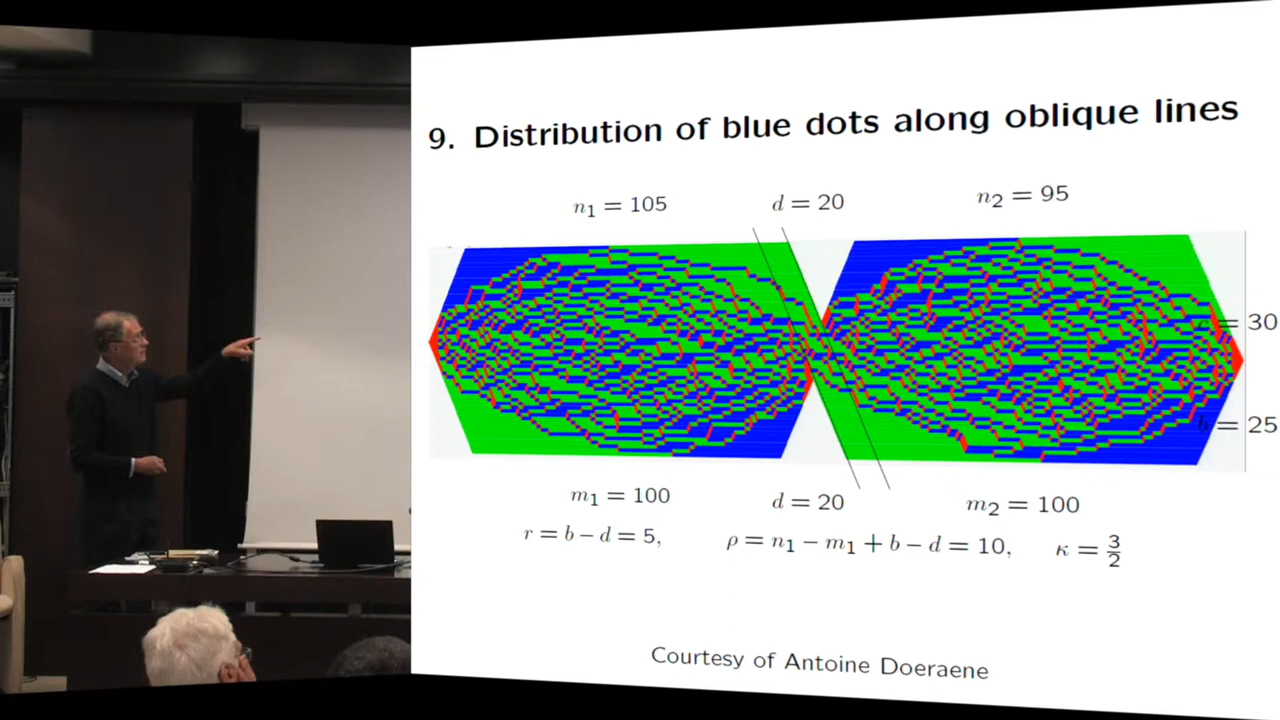 9. Distribution of blue dots along oblique lines
n₁ = 105 d = 20 n₂ = 95
c = 30
b = 25
m₁ = 100 d = 20 m₂ = 100
r = b − d = 5, ρ = n₁ − m₁ + b − d = 10, κ = 3/2
Courtesy of Antoine Doeraene